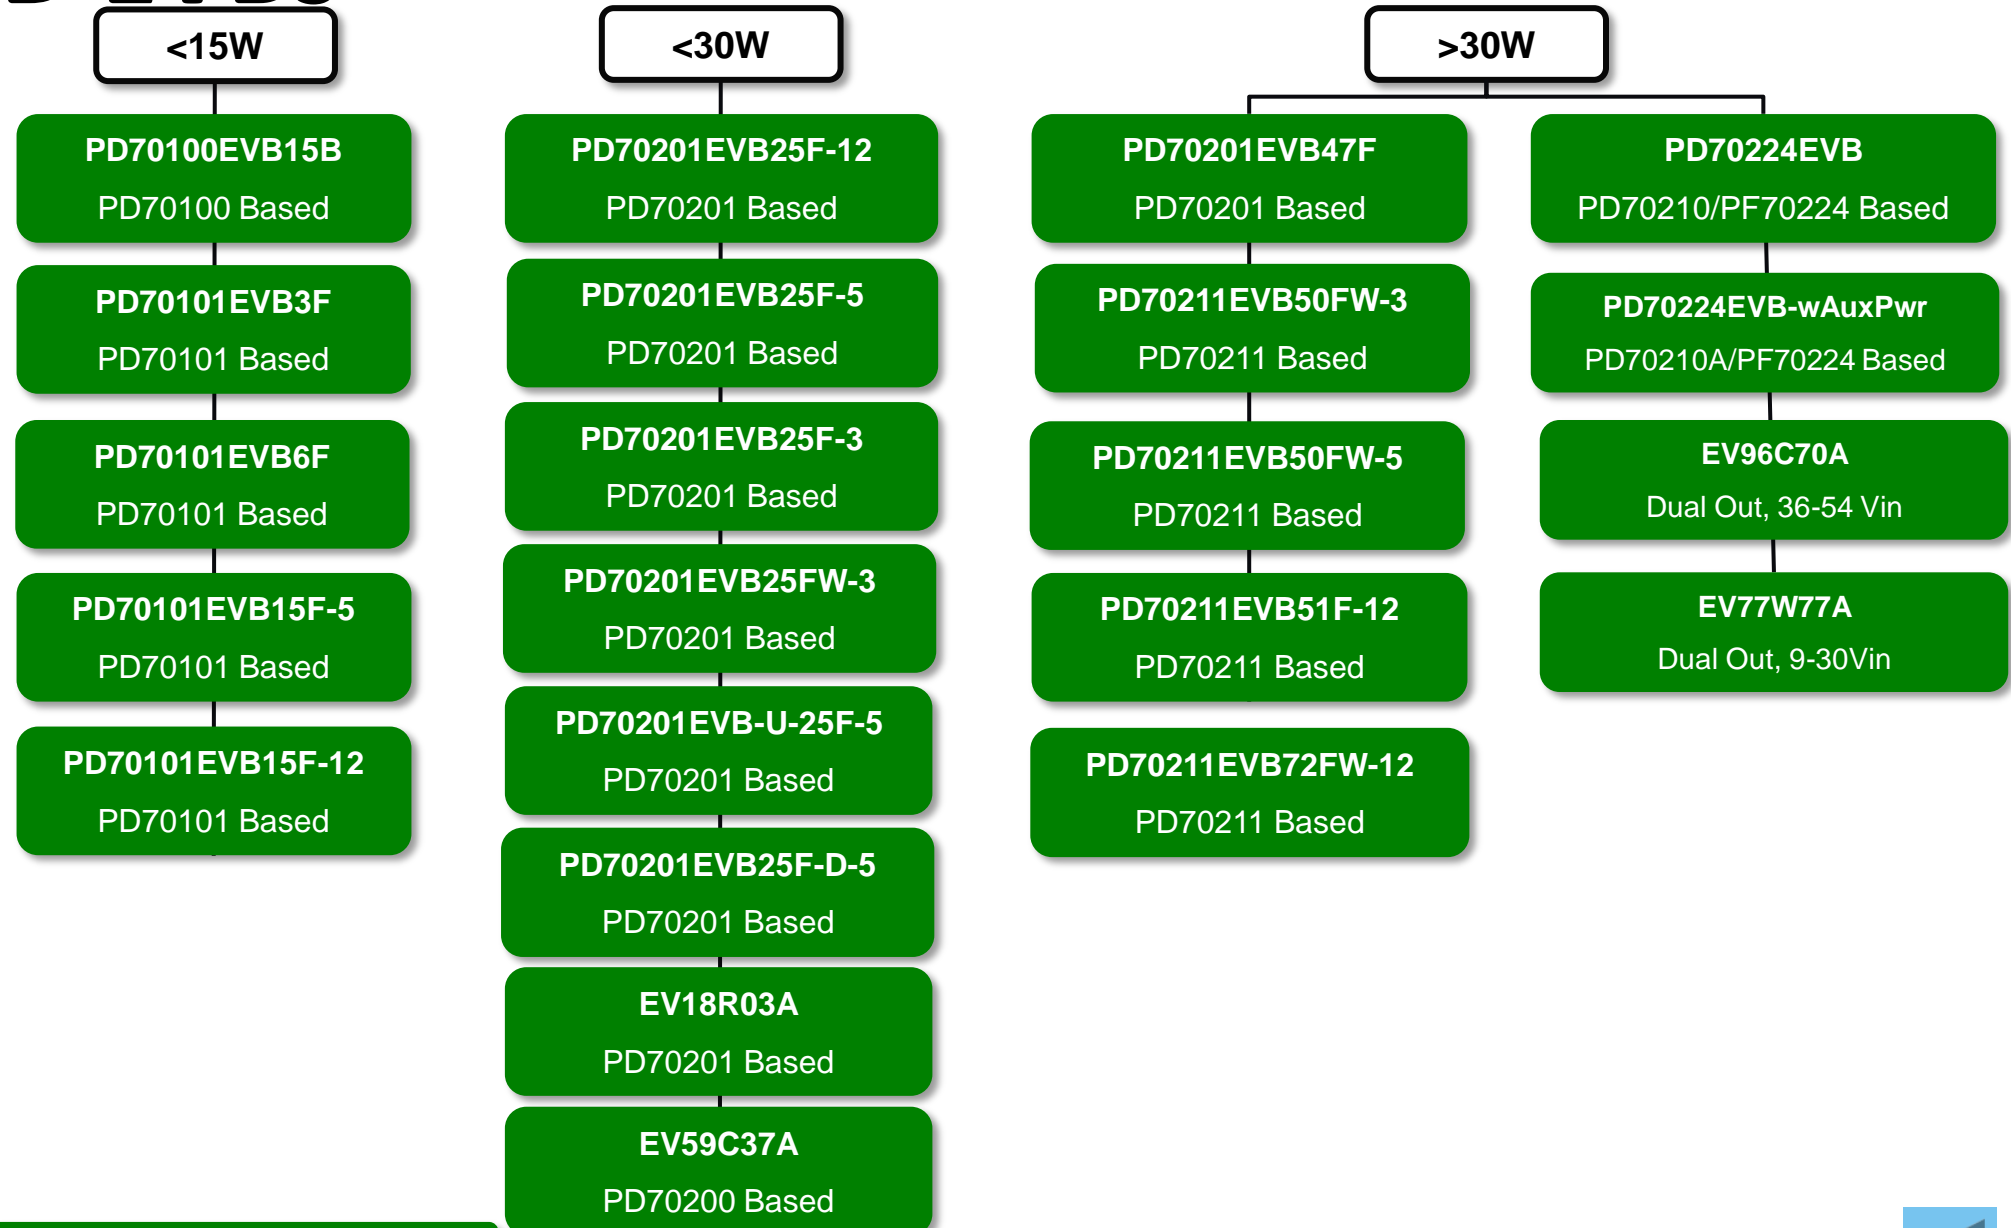 <15W
PD70100EVB15B
PD70100 Based
PD70101EVB3F
PD70101 Based
PD70101EVB6F
PD70101 Based
PD70101EVB15F-5
PD70101 Based
PD70101EVB15F-12
PD70101 Based
<30W
PD70201EVB25F-12
PD70201 Based
PD70201EVB25F-5
PD70201 Based
PD70201EVB25F-3
PD70201 Based
PD70201EVB25FW-3
PD70201 Based
PD70201EVB-U-25F-5
PD70201 Based
PD70201EVB25F-D-5
PD70201 Based
EV18R03A
PD70201 Based
EV59C37A
PD70200 Based
>30W
PD70201EVB47F
PD70201 Based
PD70211EVB50FW-3
PD70211 Based
PD70211EVB50FW-5
PD70211 Based
PD70211EVB51F-12
PD70211 Based
PD70211EVB72FW-12
PD70211 Based
PD70224EVB
PD70210/PF70224 Based
PD70224EVB-wAuxPwr
PD70210A/PF70224 Based
EV96C70A
Dual Out, 36-54 Vin
EV77W77A
Dual Out, 9-30Vin